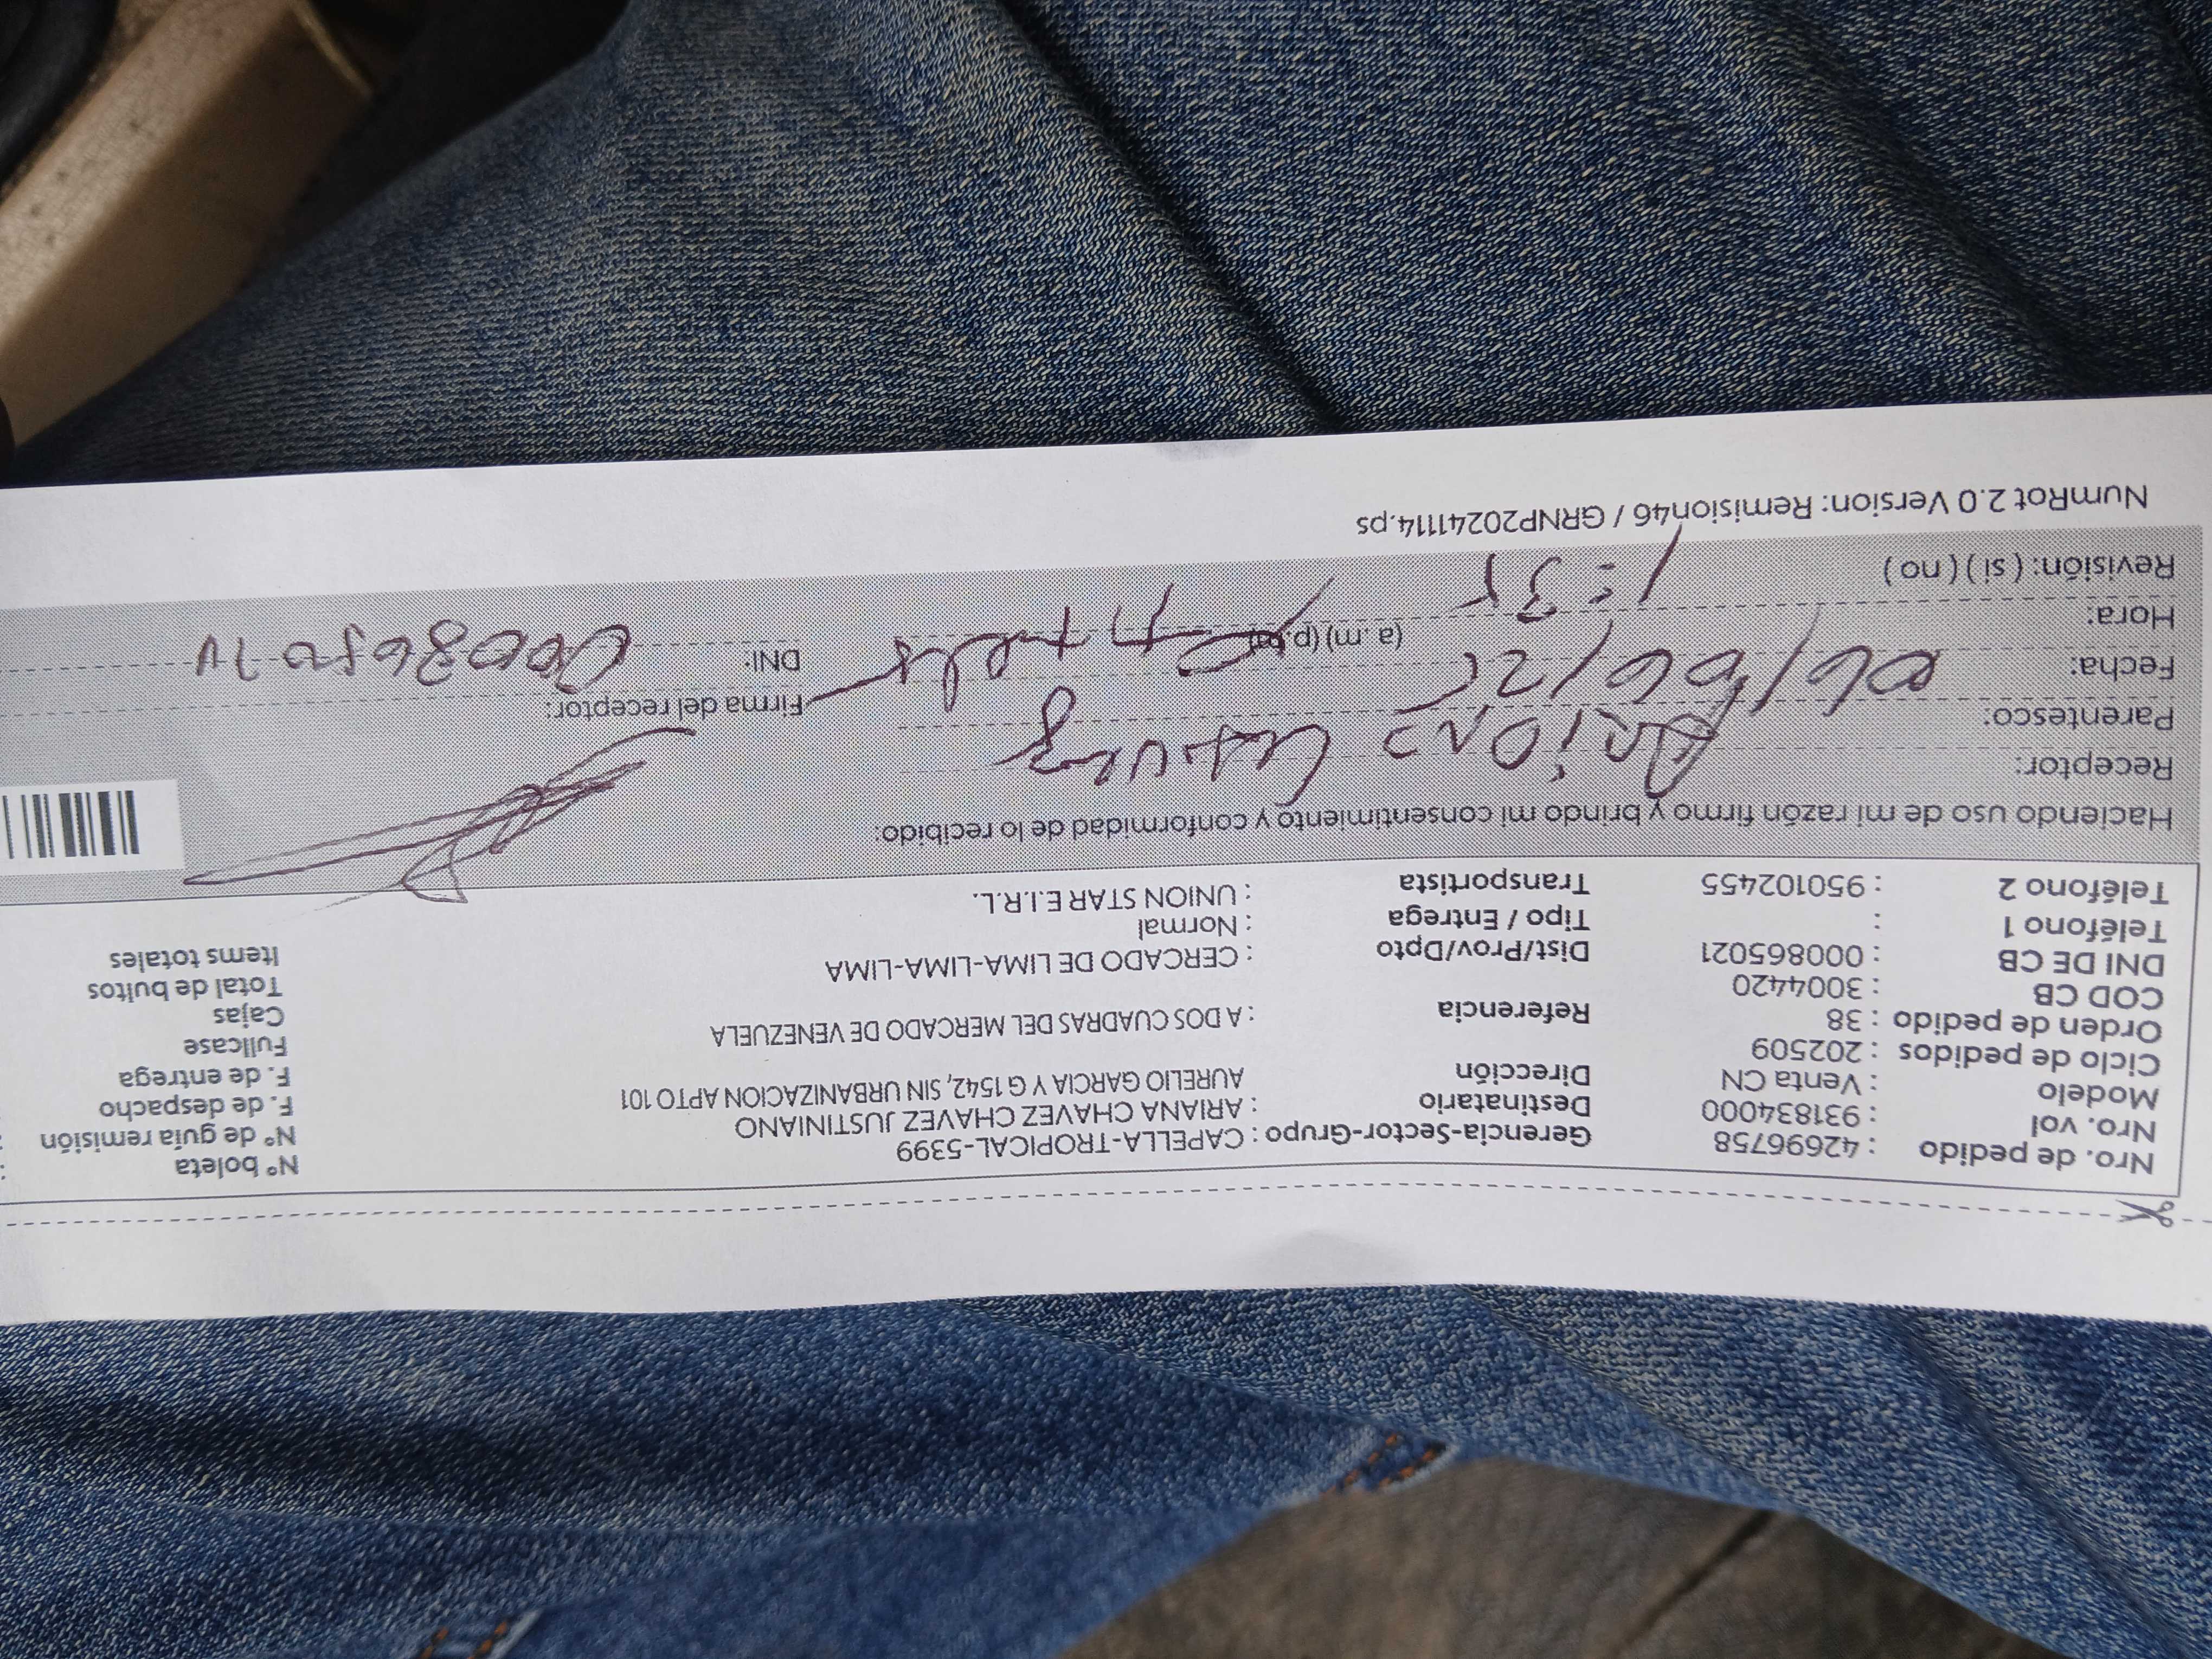 Nro. de pedido : 42696758 Gerencia-Sector-Grupo : CAPELLA-TROPICAL-5399 N° boleta :
Nro. vol : 931834000 Destinatario : ARIANA CHAVEZ CHAVEZ JUSTINIANO N° de guía remisión :
Modelo : Venta CN Dirección AURELIO GARCIA Y G 1542, SIN URBANIZACION APTO 101 F. de despacho
Ciclo de pedidos : 202509 F. de entrega
Orden de pedido : 38 Referencia : A DOS CUADRAS DEL MERCADO DE VENEZUELA Fullcase
COD CB : 3004420 Cajas
DNI DE CB : 000865021 Dist/Prov/Dpto : CERCADO DE LIMA-LIMA-LIMA Total de bultos
Teléfono 1 : Tipo / Entrega : Normal Items totales
Teléfono 2 : 950102455 Transportista : UNION STAR E.I.R.L.
Haciendo uso de mi razón firmo y brindo mi consentimiento y conformidad de lo recibido:
Receptor:
Parentesco: Firma del receptor:
Fecha: 06/06/25 DNI:
Hora: 1:35 (a.m) (p.m)
Revisión: ( si ) ( no )
NumRot 2.0 Version: Remision46 / GRNP20241114.ps